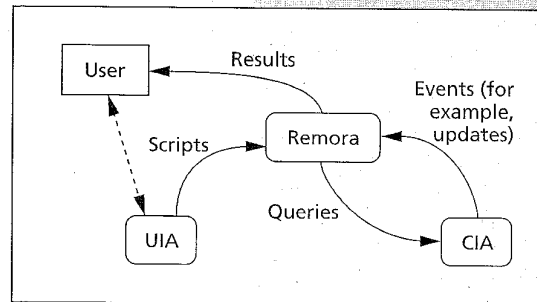 User
Results
Events (for
example,
updates)
Remora
Scripts
Queries
UIA
CIA